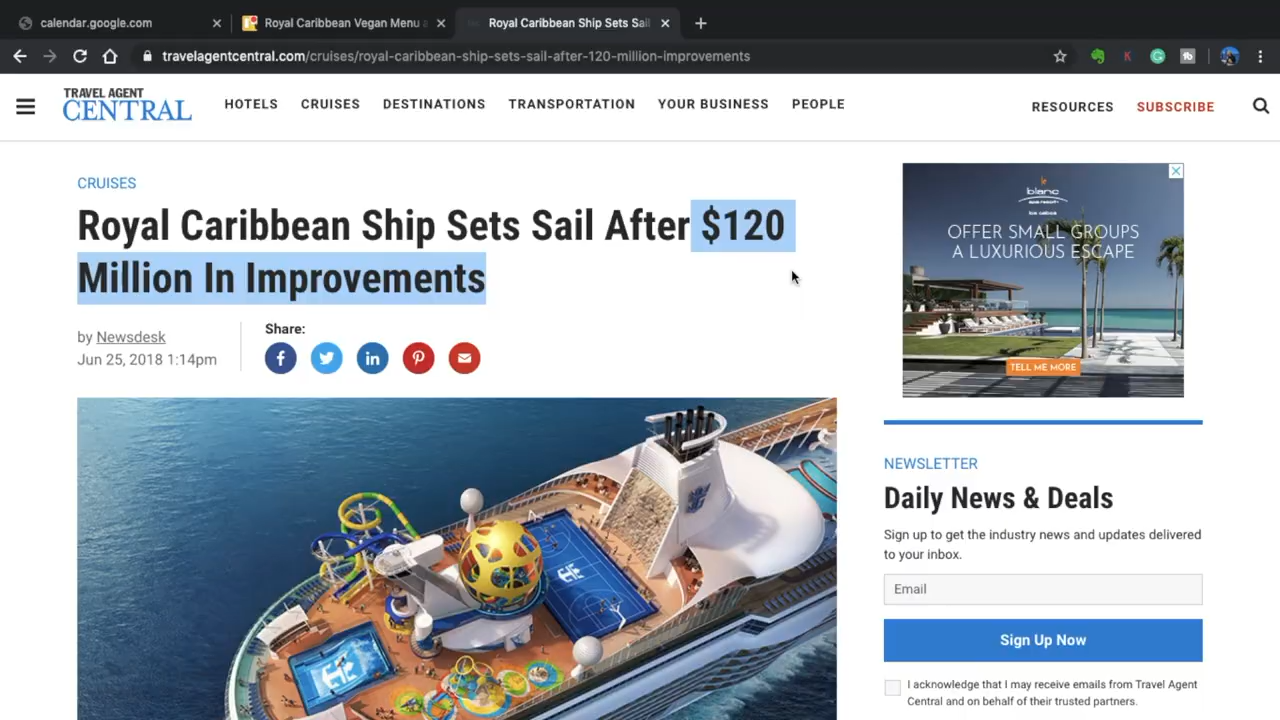 calendar.google.com
Royal Caribbean Vegan Menu
Royal Caribbean Ship Sets Sail
travelagentcentral.com/cruises/royal-caribbean-ship-sets-sail-after-120-million-improvements
TRAVEL AGENT
CENTRAL
HOTELS CRUISES DESTINATIONS TRANSPORTATION YOUR BUSINESS PEOPLE
RESOURCES SUBSCRIBE
CRUISES
Royal Caribbean Ship Sets Sail After $120
Million In Improvements
by Newsdesk
Jun 25, 2018 1:14pm
Share:
blanc
OFFER SMALL GROUPS
A LUXURIOUS ESCAPE
TELL ME MORE
NEWSLETTER
Daily News & Deals
Sign up to get the industry news and updates delivered
to your inbox.
Email
Sign Up Now
I acknowledge that I may receive emails from Travel Agent
Central and on behalf of their trusted partners.